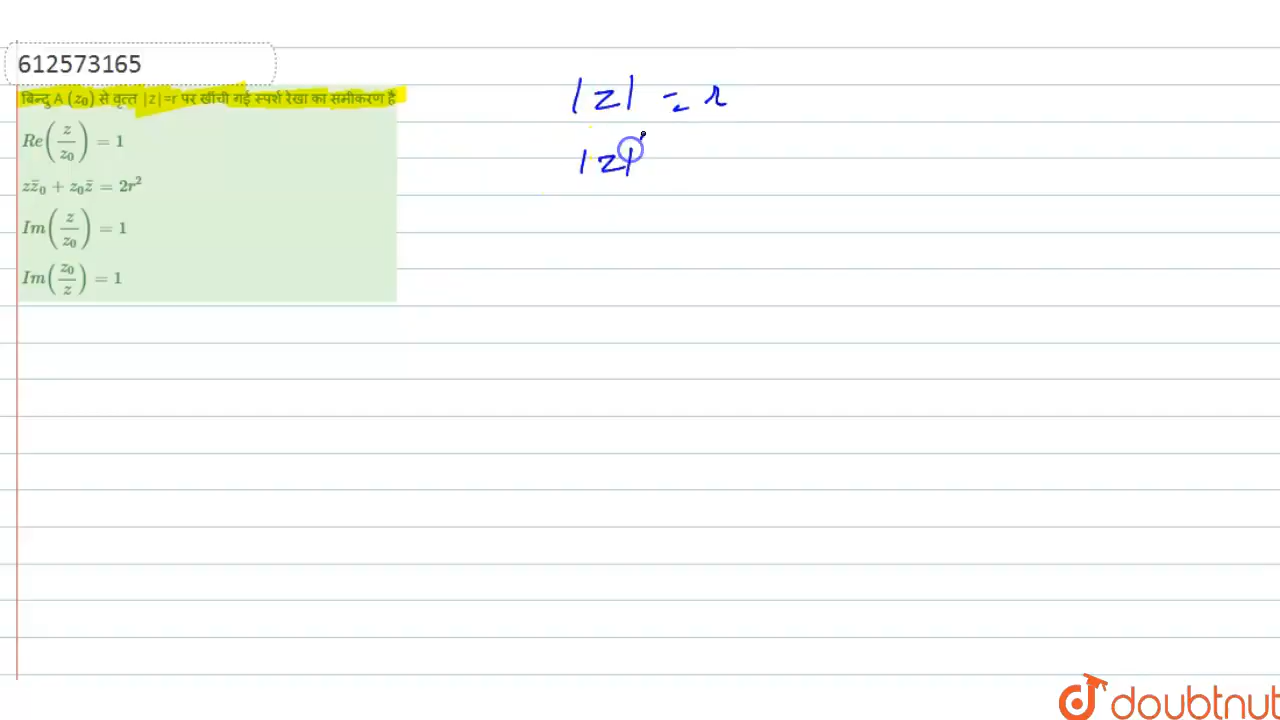 612573165
बिन्दु A (z₀) से वृत्त |z|=r पर खींची गई स्पर्श रेखा का समीकरण है
Re(z/z₀) = 1
zz̄₀ + z₀z̄ = 2r²
Im(z/z₀) = 1
Im(z₀/z) = 1
|z| = r
|z|
doubtnut